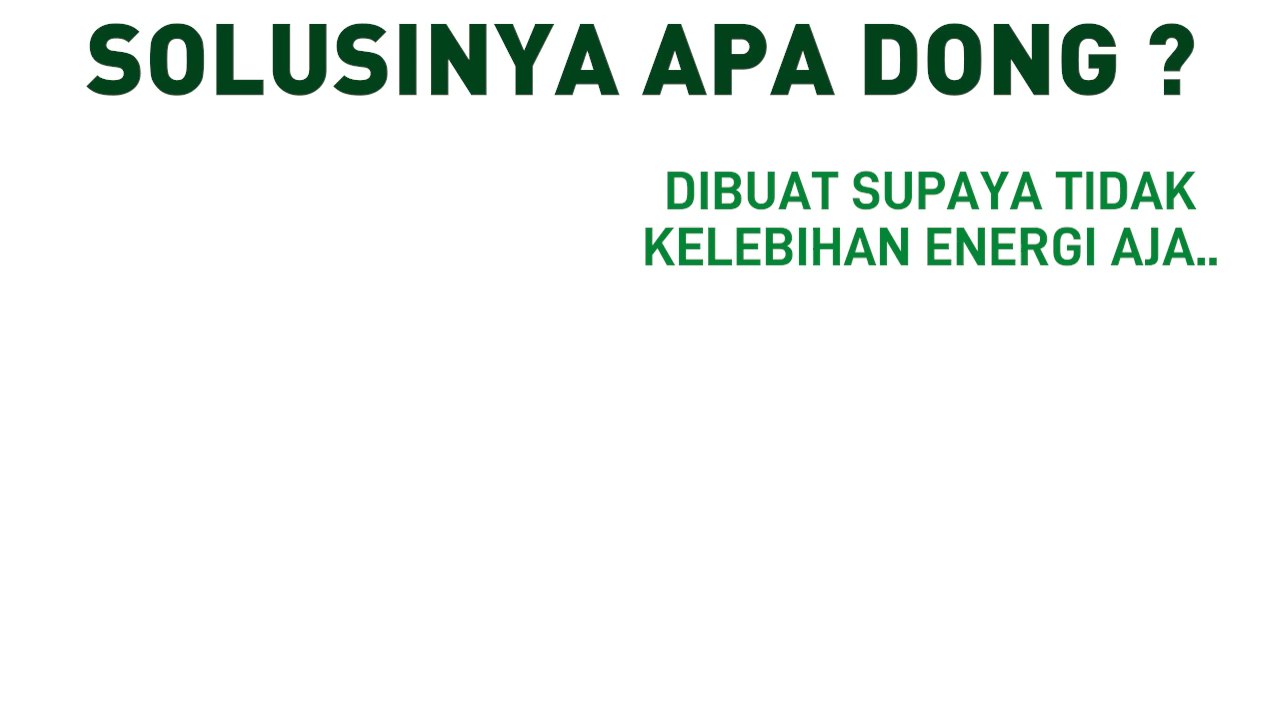 SOLUSINYA APA DONG ?
DIBUAT SUPAYA TIDAK
KELEBIHAN ENERGI AJA..